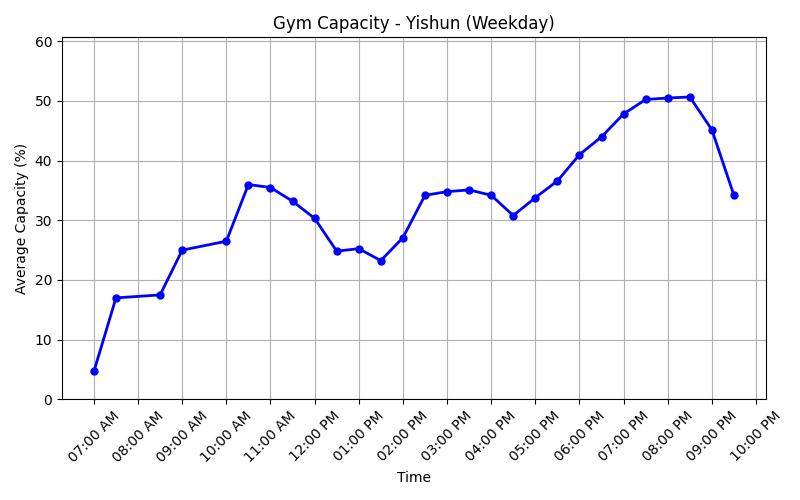 Gym Capacity - Yishun (Weekday)
Average Capacity (%)
60
50
40
30
20
10
0
07:00 AM
08:00 AM
09:00 AM
10:00 AM
11:00 AM
12:00 PM
01:00 PM
02:00 PM
03:00 PM
04:00 PM
05:00 PM
06:00 PM
07:00 PM
08:00 PM
09:00 PM
10:00 PM
Time